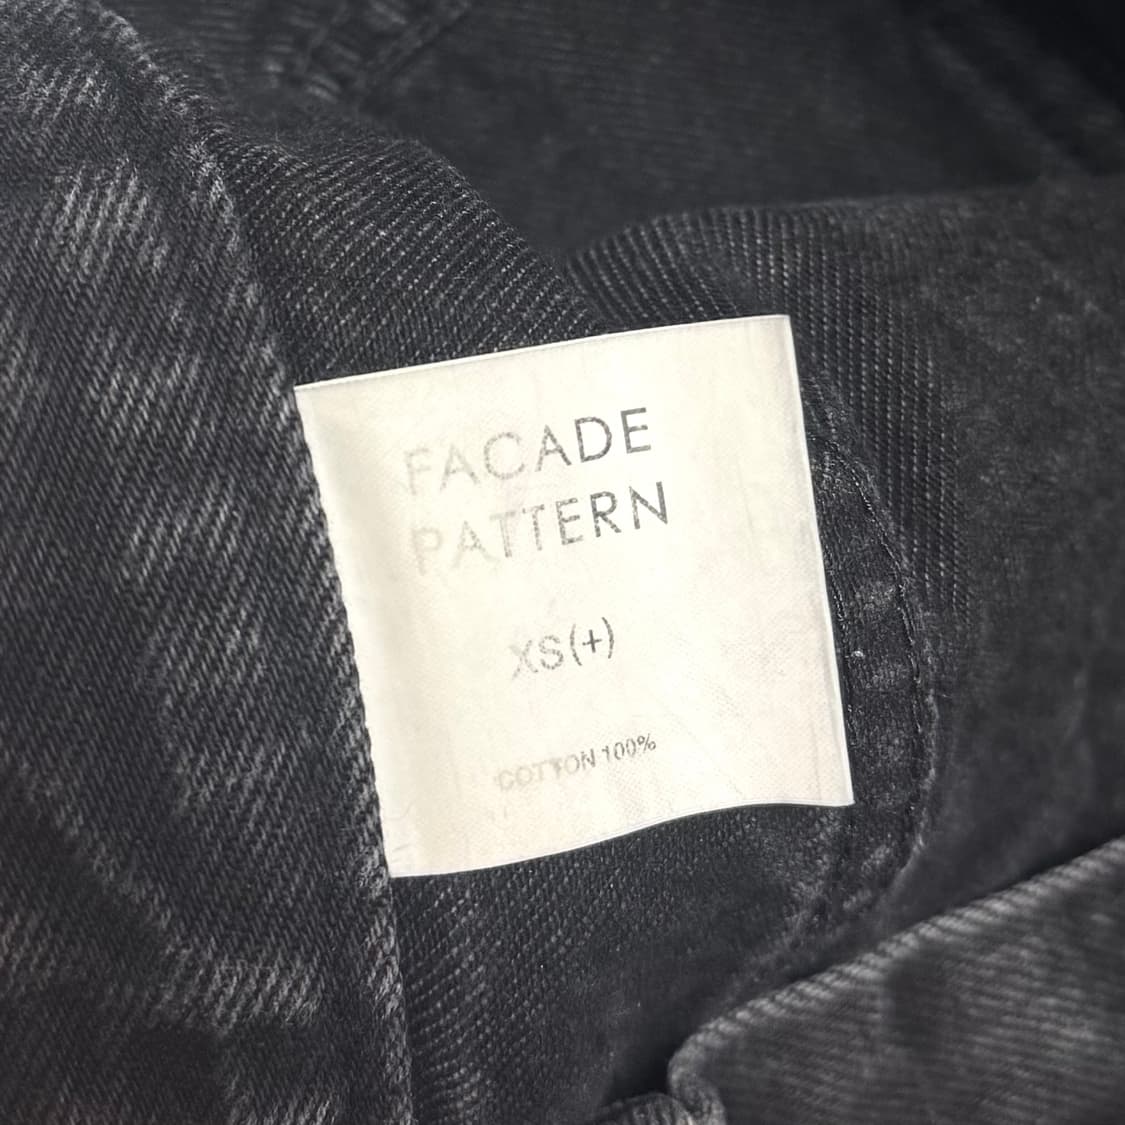 FACADE
PATTERN
XS(+)
COTTON 100%